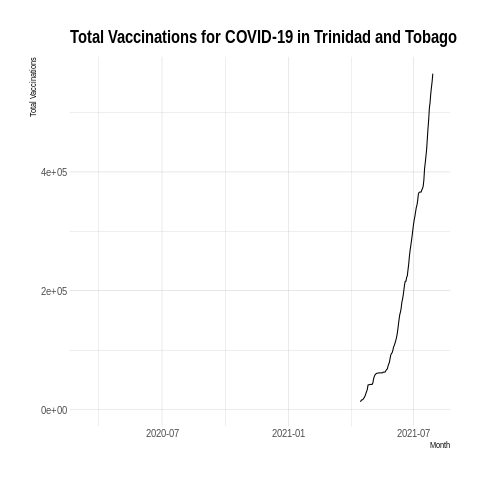 Total Vaccinations for COVID-19 in Trinidad and Tobago
Total Vaccinations
4e+05
2e+05
0e+00
2020-07
2021-01
2021-07
Month